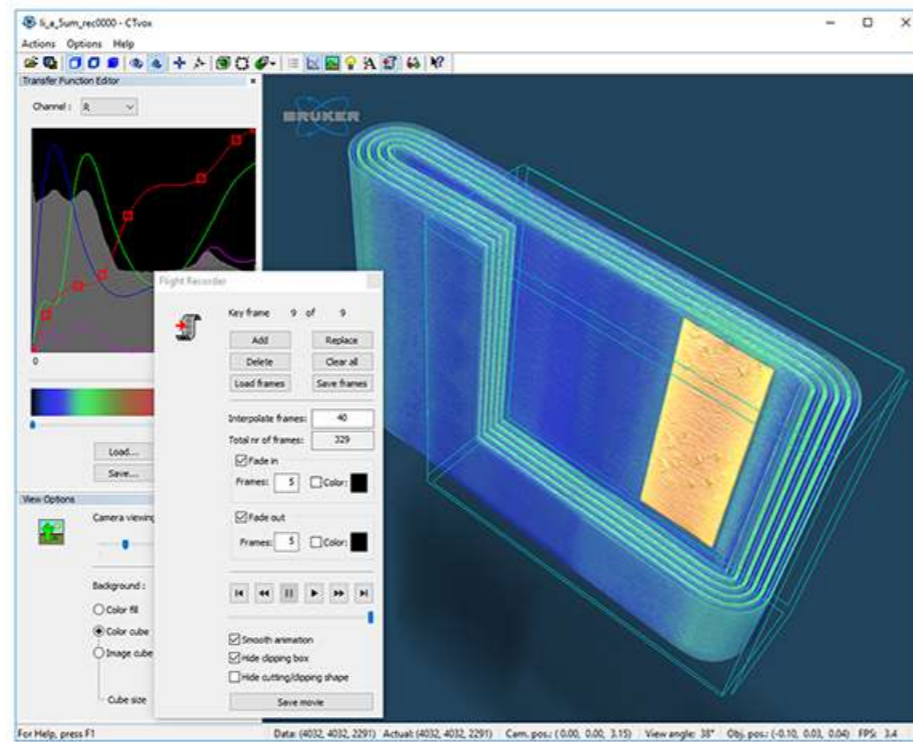 li_a_5um_rec0000 - CTvox
Actions Options Help
Transfer Function Editor
Channel : R
BRUKER
0
Load...
Save...
View Options
Camera viewing
Background :
Color fill
Color cube
Image cube
Cube size
Flight Recorder
Key frame 9 of 9
Add Replace
Delete Clear all
Load frames Save frames
Interpolate frames: 40
Total nr of frames: 329
Fade in
Frames: 5 Color:
Fade out
Frames: 5 Color:
Smooth animation
Hide clipping box
Hide cutting/clipping shape
Save movie
For Help, press F1
Data: (4032, 4032, 2291) Actual: (4032, 4032, 2291) Cam. pos.: ( 0.00, 0.00, 3.15) View angle: 38° Obj. pos.: (-0.10, 0.03, 0.04) FPS: 3.4